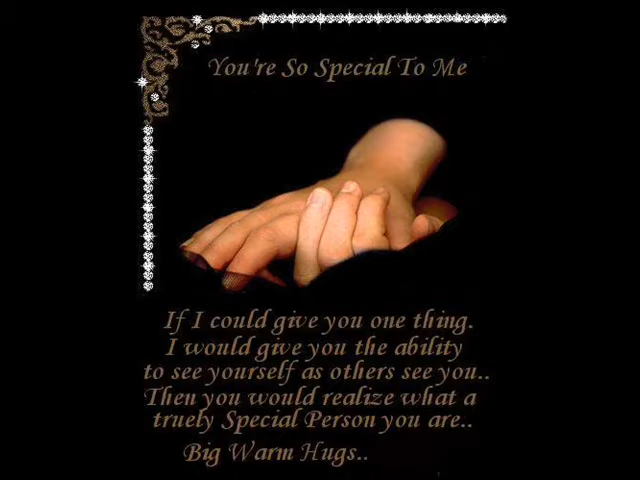 You're So Special To Me
If I could give you one thing.
I would give you the ability
to see yourself as others see you..
Then you would realize what a
truely Special Person you are..
Big Warm Hugs..